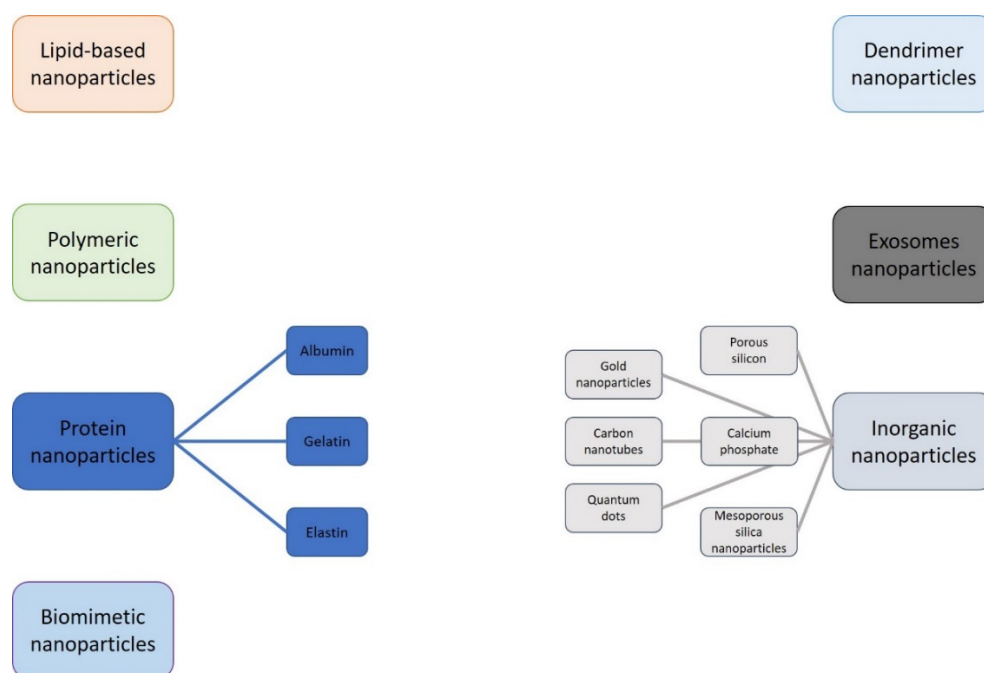 Lipid-based
nanoparticles
Dendrimer
nanoparticles
Polymeric
nanoparticles
Exosomes
nanoparticles
Protein
nanoparticles
Albumin
Gelatin
Elastin
Gold
nanoparticles
Carbon
nanotubes
Quantum
dots
Porous
silicon
Calcium
phosphate
Mesoporous
silica
nanoparticles
Inorganic
nanoparticles
Biomimetic
nanoparticles